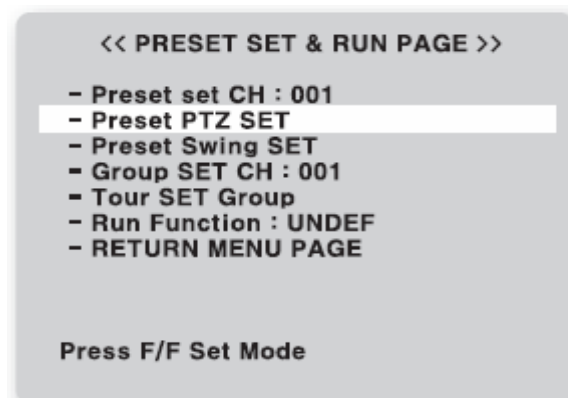 << PRESET SET & RUN PAGE >>
- Preset set CH : 001
- Preset PTZ SET
- Preset Swing SET
- Group SET CH : 001
- Tour SET Group
- Run Function : UNDEF
- RETURN MENU PAGE
Press F/F Set Mode